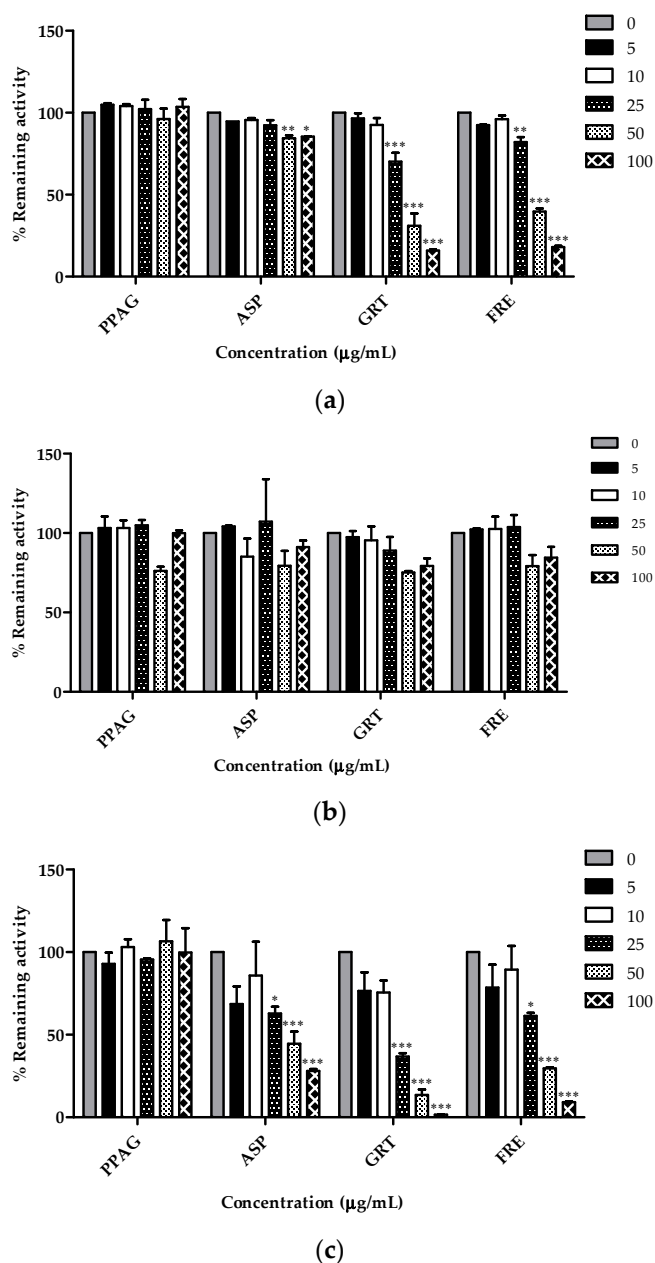 150
100
50
0
% Remaining activity
** *
***
***
***
**
***
***
PPAG
ASP
GRT
FRE
Concentration (μg/mL)
0
5
10
25
50
100
(a)
150
100
50
0
% Remaining activity
PPAG
ASP
GRT
FRE
Concentration (μg/mL)
0
5
10
25
50
100
(b)
150
100
50
0
% Remaining activity
*
***
***
***
***
***
*
***
***
PPAG
ASP
GRT
FRE
Concentration (μg/mL)
0
5
10
25
50
100
(c)